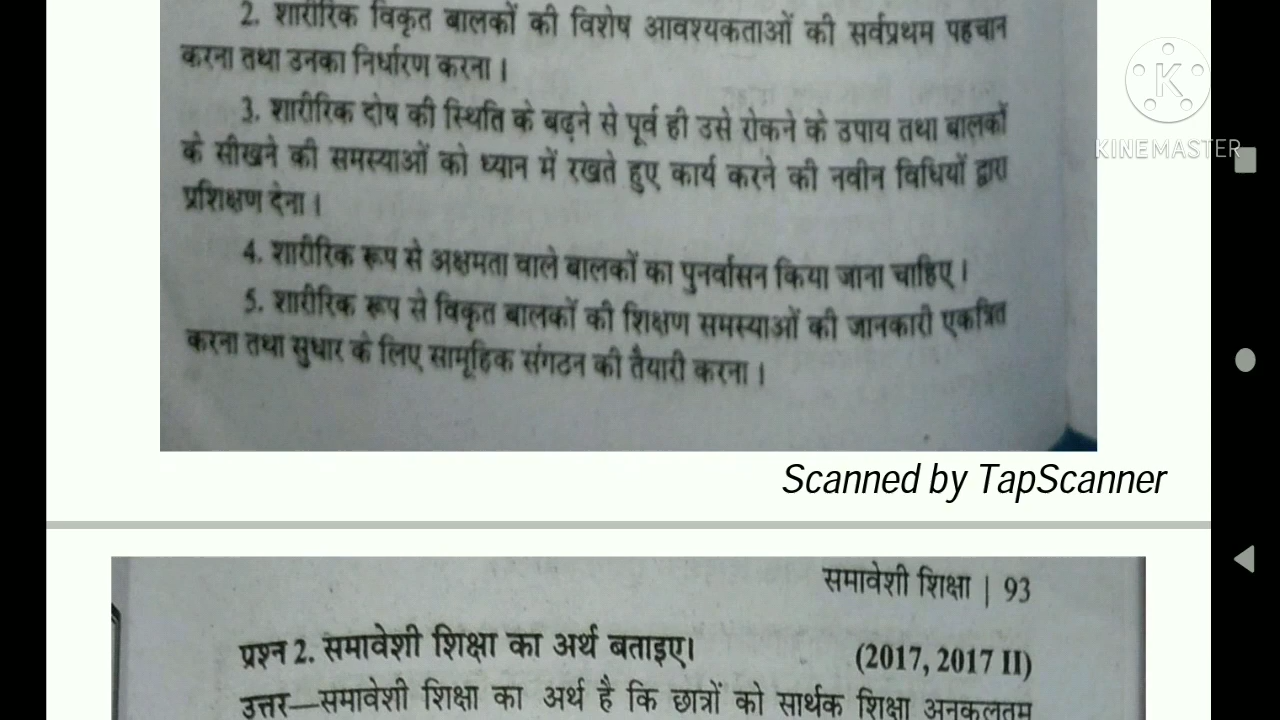 2. शारीरिक विकृत बालकों की विशेष आवश्यकताओं की सर्वप्रथम पहचान
करना तथा उनका निर्धारण करना।
3. शारीरिक दोष की स्थिति के बढ़ने से पूर्व ही उसे रोकने के उपाय तथा बालकों
के सीखने की समस्याओं को ध्यान में रखते हुए कार्य करने की नवीन विधियों द्वारा
प्रशिक्षण देना।
4. शारीरिक रूप से अक्षमता वाले बालकों का पुनर्वासन किया जाना चाहिए।
5. शारीरिक रूप से विकृत बालकों की शिक्षण समस्याओं की जानकारी एकत्रित
करना तथा सुधार के लिए सामूहिक संगठन की तैयारी करना।
K
KINEMASTER
Scanned by TapScanner
समावेशी शिक्षा | 93
प्रश्न 2. समावेशी शिक्षा का अर्थ बताइए। (2017, 2017 II)
उत्तर—समावेशी शिक्षा का अर्थ है कि छात्रों को सार्थक शिक्षा अनुकूलतम